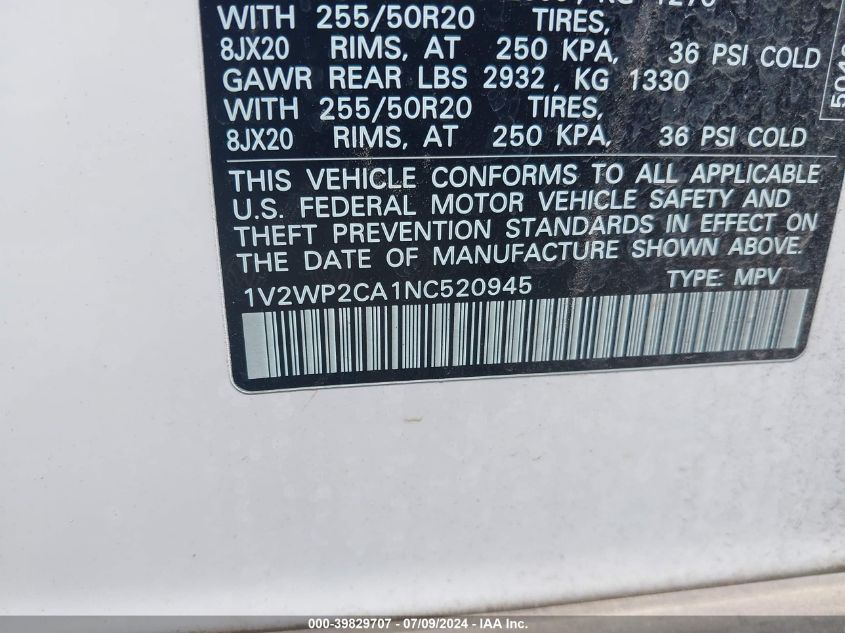 KG 1270
WITH 255/50R20 TIRES,
8JX20 RIMS, AT 250 KPA, 36 PSI COLD
GAWR REAR LBS 2932, KG 1330
WITH 255/50R20 TIRES,
8JX20 RIMS, AT 250 KPA, 36 PSI COLD
THIS VEHICLE CONFORMS TO ALL APPLICABLE
U.S. FEDERAL MOTOR VEHICLE SAFETY AND
THEFT PREVENTION STANDARDS IN EFFECT ON
THE DATE OF MANUFACTURE SHOWN ABOVE.
1V2WP2CA1NC520945 TYPE: MPV
000-39829707 / 07/09/2024 - IAA Inc.